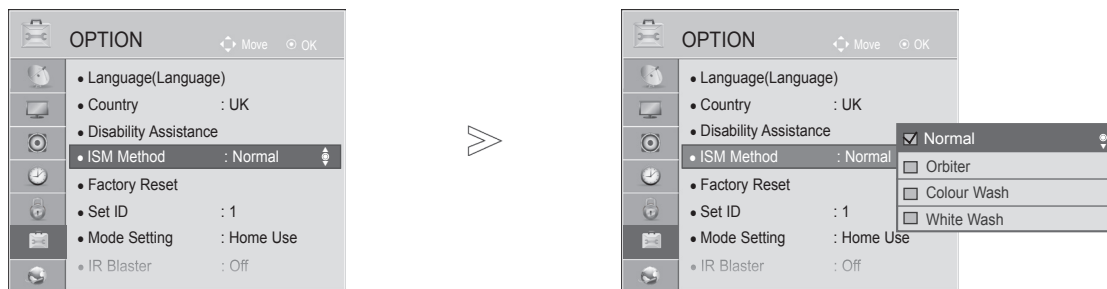 OPTION
Move OK
• Language(Language)
• Country : UK
• Disability Assistance
• ISM Method : Normal
• Factory Reset
• Set ID : 1
• Mode Setting : Home Use
• IR Blaster : Off
OPTION
Move OK
• Language(Language)
• Country : UK
• Disability Assistance
• ISM Method : Normal
• Factory Reset
• Set ID : 1
• Mode Setting : Home Use
• IR Blaster : Off
Normal
Orbiter
Colour Wash
White Wash